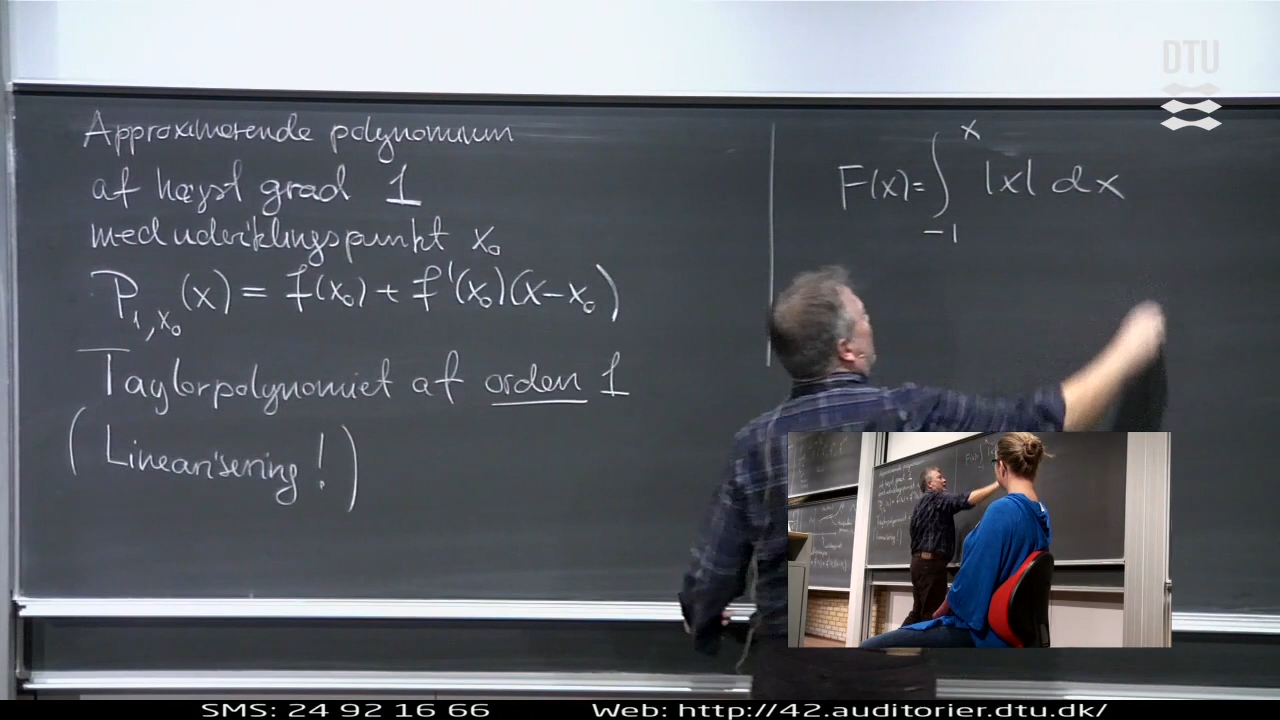 Approximerende polynomium
af højst grad 1
med udviklingspunkt x₀
P₁,ₓ₀(x) = f(x₀) + f'(x₀)(x-x₀)
Taylorpolynomiet af orden 1
(Linearisering!)
F(x) = ∫₋₁ˣ |x| dx
DTU
SMS: 24 92 16 66
Web: http://42.auditorier.dtu.dk/